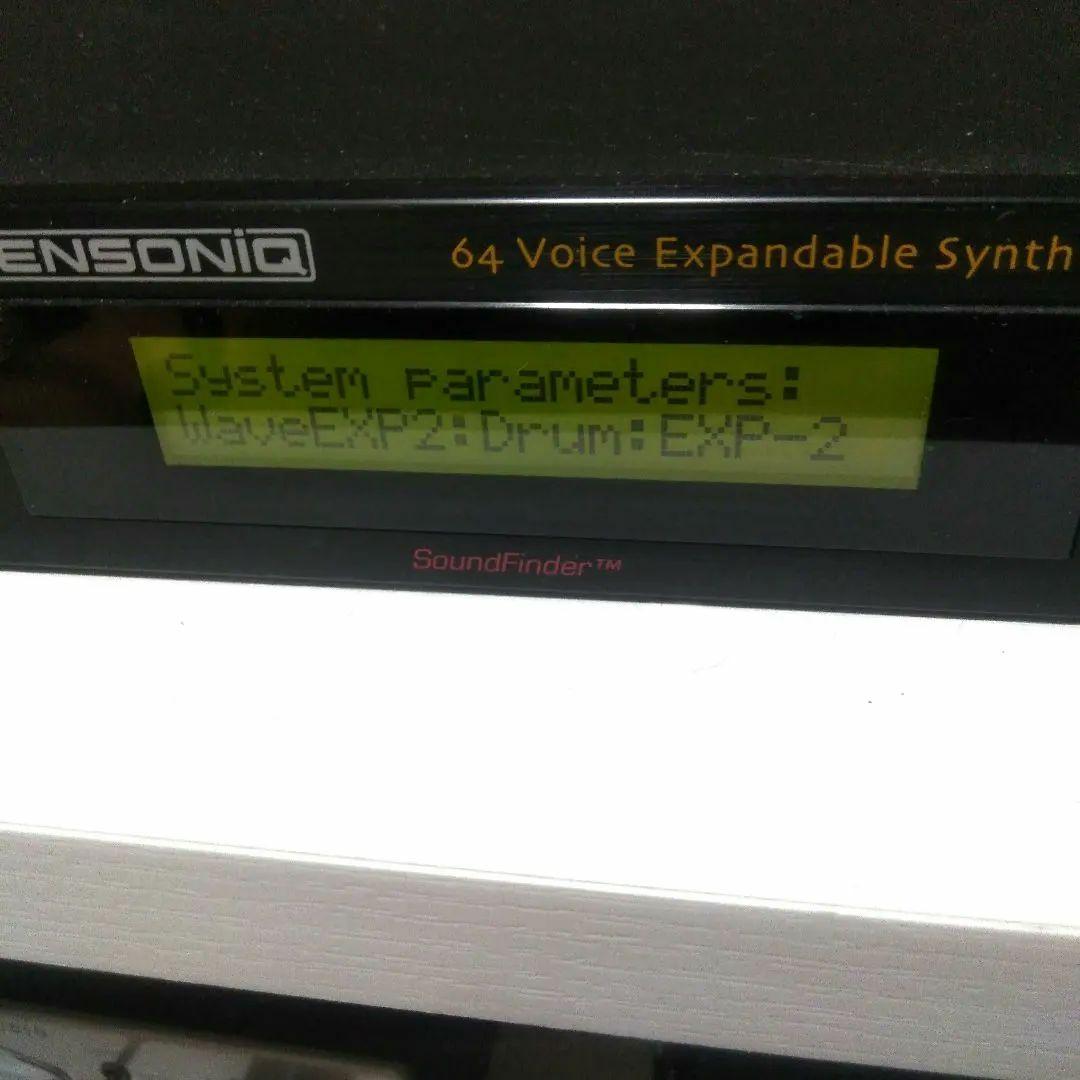 ENSONiQ
64 Voice Expandable Synth
System parameters:
WaveEXP2:Drum:EXP-2
SoundFinder™